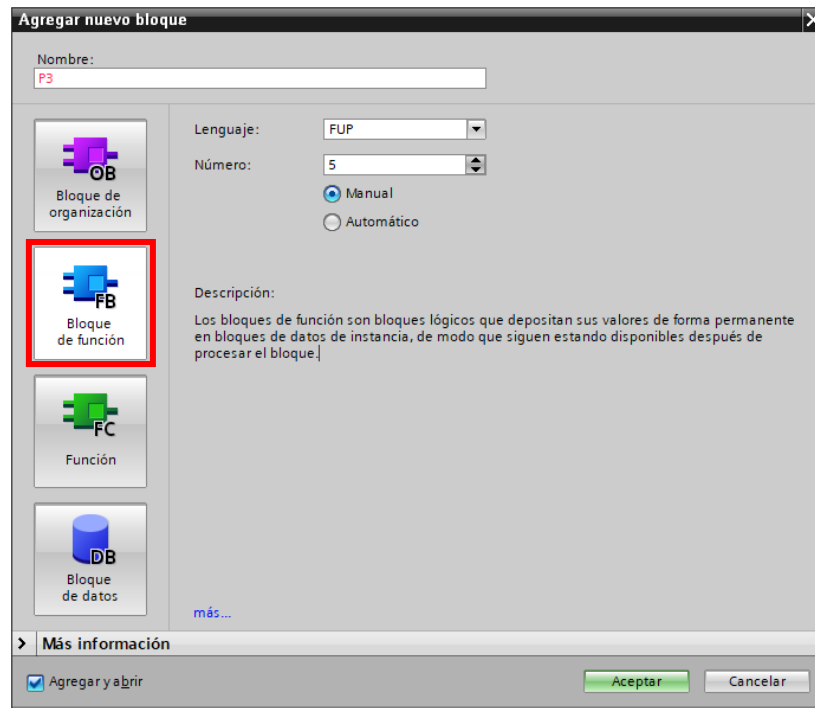 Agregar nuevo bloque
Nombre:
P3
OB
Bloque de
organización
FB
Bloque
de función
FC
Función
DB
Bloque
de datos
Lenguaje:
FUP
Número:
5
Manual
Automático
Descripción:
Los bloques de función son bloques lógicos que depositan sus valores de forma permanente
en bloques de datos de instancia, de modo que siguen estando disponibles después de
procesar el bloque.
más...
> Más información
Agregar y abrir
Aceptar
Cancelar